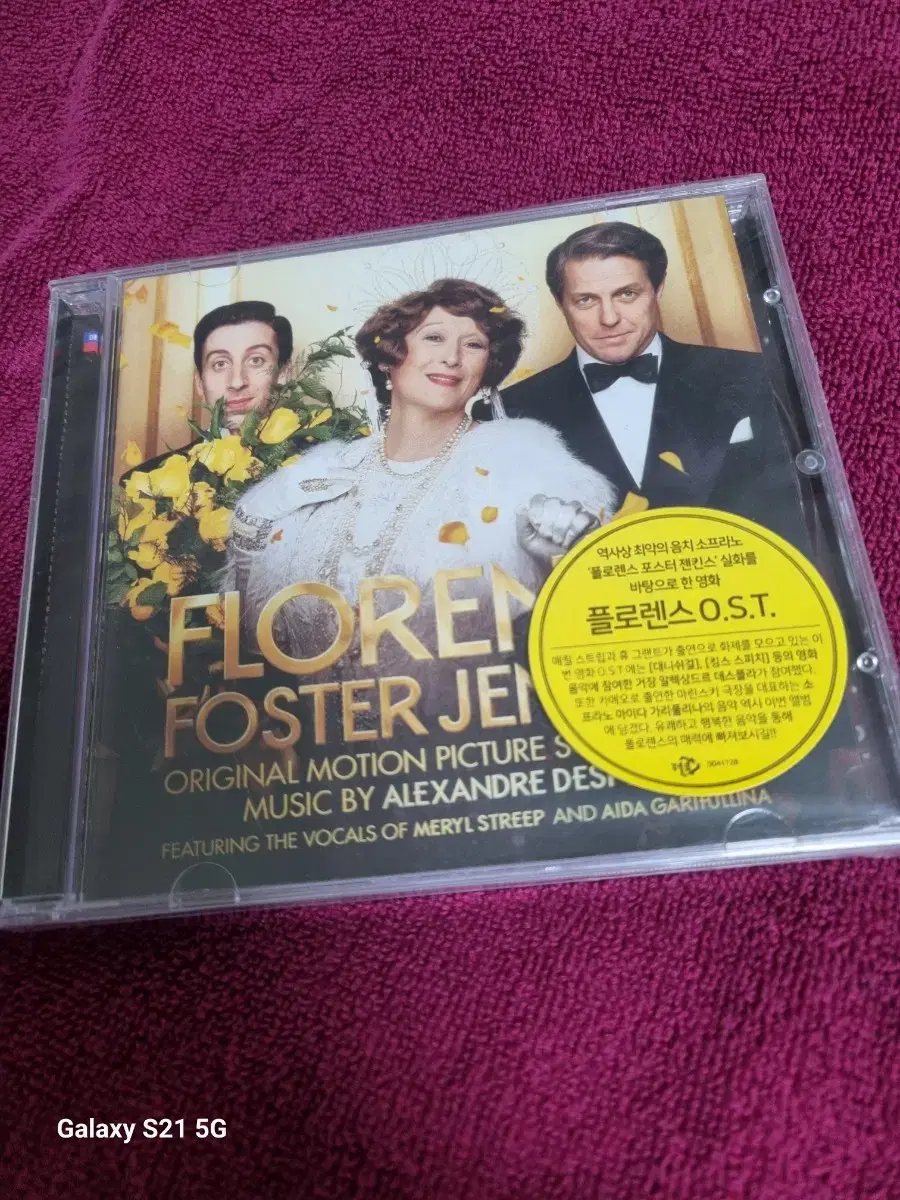 FLOREN
FOSTER JEN
ORIGINAL MOTION PICTURE S
MUSIC BY ALEXANDRE DESP
FEATURING THE VOCALS OF MERYL STREEP AND AIDA GARIFULLINA
역사상 최악의 음치 소프라노
'플로렌스 포스터 젠킨스' 실화를
바탕으로 한 영화
플로렌스 O.S.T.
메릴 스트립과 휴 그랜트가 출연으로 화제를 모으고 있는 이
번 영화 O.S.T에는 [대니쉬걸], [킹스 스피치] 등의 영화
음악에 참여한 거장 알렉상드르 데스플라가 참여했다.
또한 카메오로 출연한 마린스키 극장을 대표하는 소
프라노 아이다 가리풀리나의 음악 역시 이번 앨범
에 담겼다. 유쾌하고 행복한 음악을 통해
플로렌스의 매력에 빠져보시길!!
Galaxy S21 5G